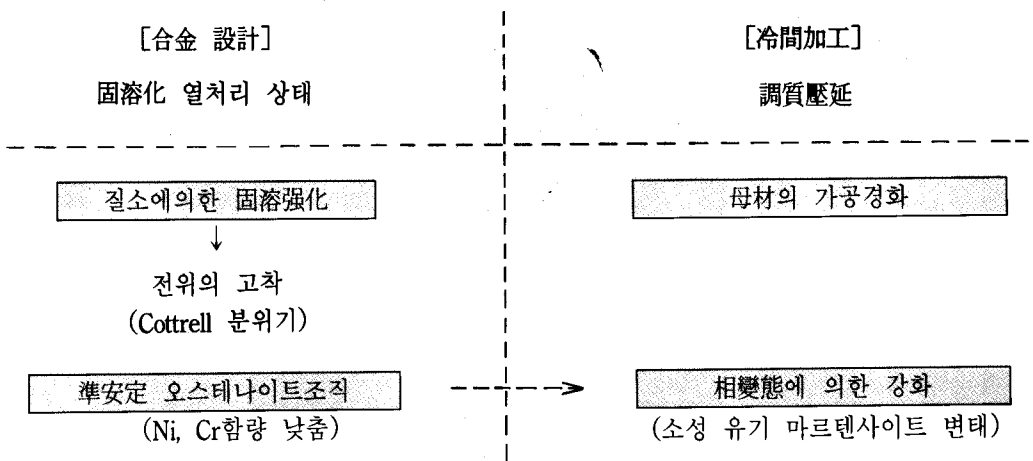 [合金 設計]
固溶化 열처리 상태
질소에의한 固溶强化
전위의 고착
(Cottrell 분위기)
準安定 오스테나이트조직
(Ni, Cr함량 낮춤)
[冷間加工]
調質壓延
母材의 가공경화
相變態에 의한 강화
(소성 유기 마르텐사이트 변태)